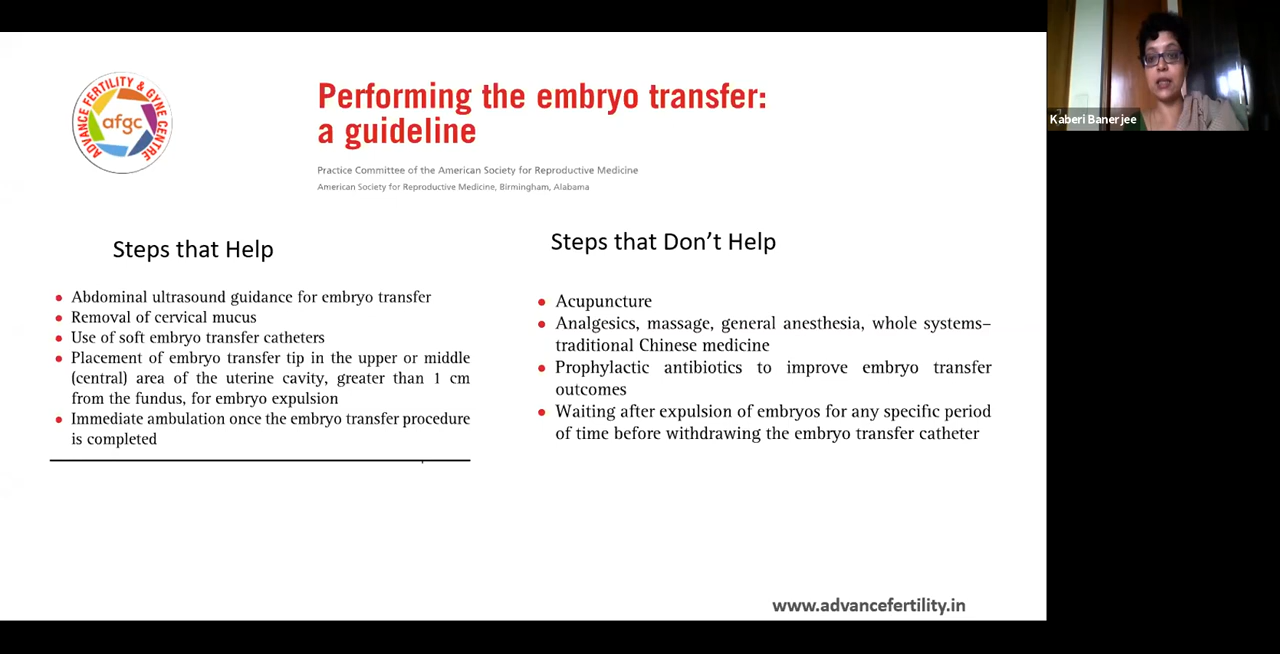 ADVANCE FERTILITY & GYNE CENTRE
afgc
Performing the embryo transfer:
a guideline
Practice Committee of the American Society for Reproductive Medicine
American Society for Reproductive Medicine, Birmingham, Alabama
Kaberi Banerjee
Steps that Help
• Abdominal ultrasound guidance for embryo transfer
• Removal of cervical mucus
• Use of soft embryo transfer catheters
• Placement of embryo transfer tip in the upper or middle
(central) area of the uterine cavity, greater than 1 cm
from the fundus, for embryo expulsion
• Immediate ambulation once the embryo transfer procedure
is completed
Steps that Don’t Help
• Acupuncture
• Analgesics, massage, general anesthesia, whole systems–
traditional Chinese medicine
• Prophylactic antibiotics to improve embryo transfer
outcomes
• Waiting after expulsion of embryos for any specific period
of time before withdrawing the embryo transfer catheter
www.advancefertility.in